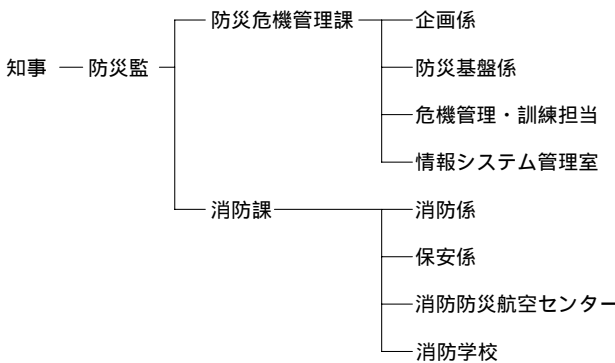 防災危機管理課
企画係
知事
防災監
防災基盤係
危機管理・訓練担当
情報システム管理室
消防課
消防係
保安係
消防防災航空センター
消防学校